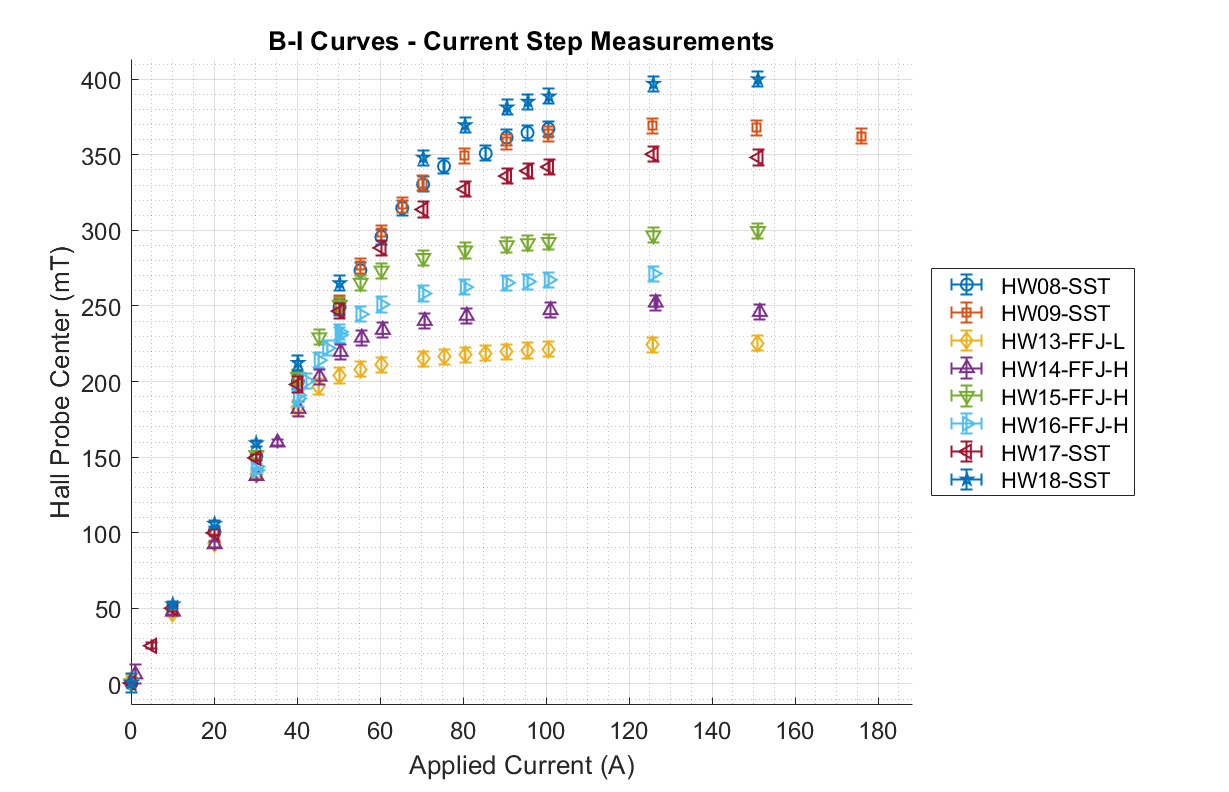 B-I Curves - Current Step Measurements
Hall Probe Center (mT)
400
350
300
250
200
150
100
50
0
0 20 40 60 80 100 120 140 160 180
Applied Current (A)
HW08-SST
HW09-SST
HW13-FFJ-L
HW14-FFJ-H
HW15-FFJ-H
HW16-FFJ-H
HW17-SST
HW18-SST